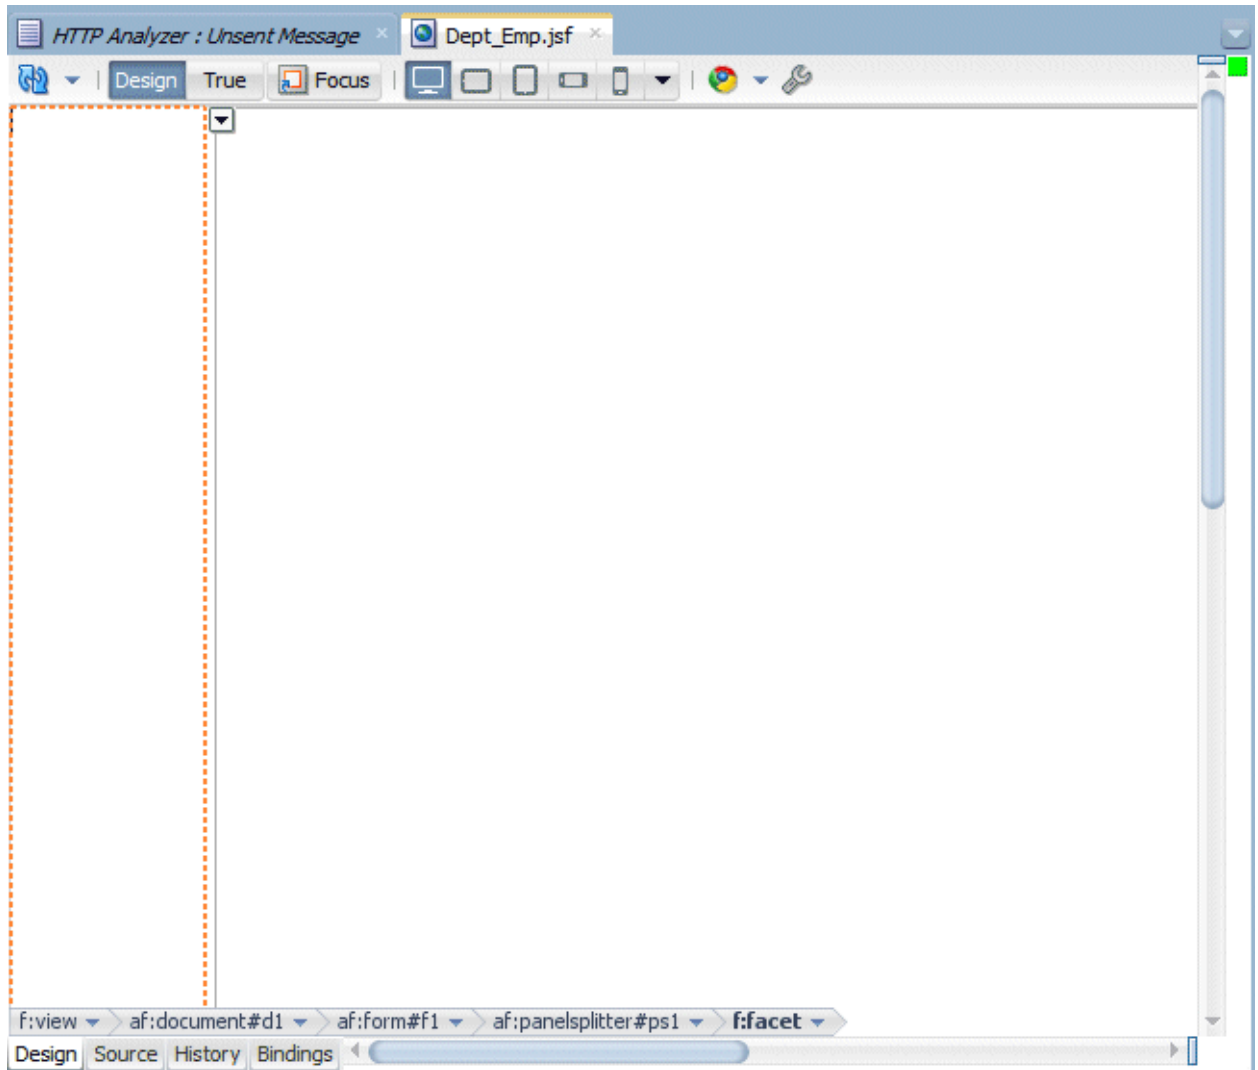 HTTP Analyzer : Unsent Message Dept_Emp.jsf
Design True Focus
f:view af:document#d1 af:form#f1 af:panelsplitter#ps1 f:facet
Design Source History Bindings